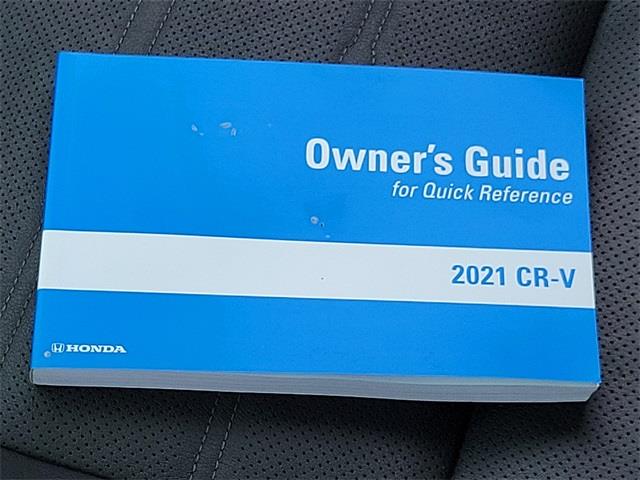 Owner's Guide
for Quick Reference
2021 CR-V
HONDA